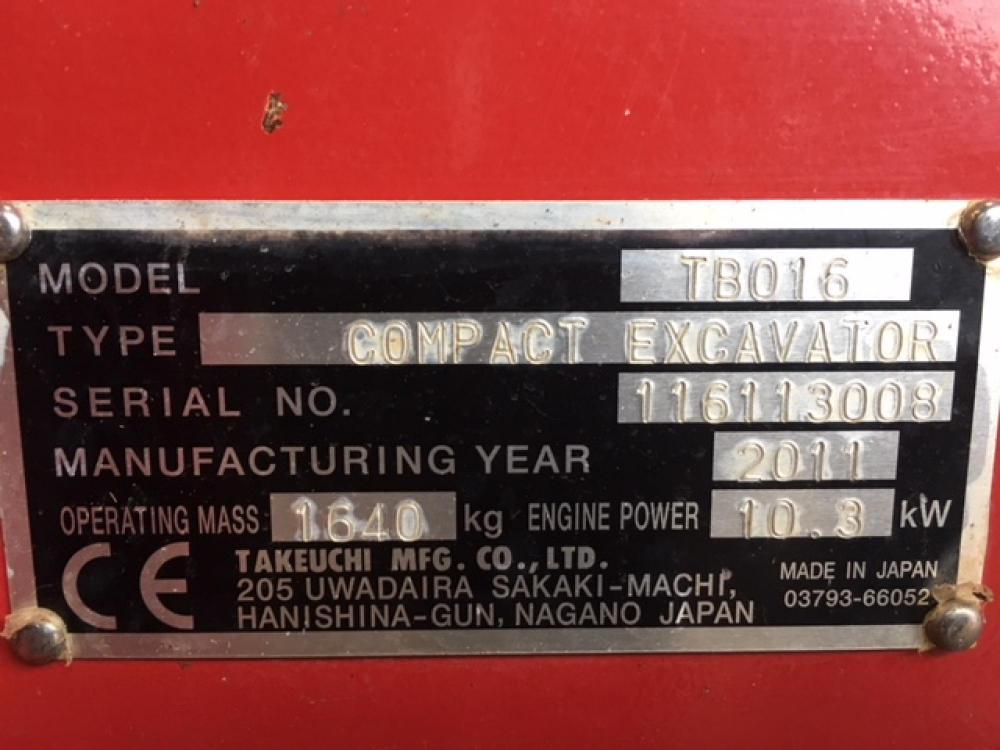 MODEL TB016
TYPE COMPACT EXCAVATOR
SERIAL NO. 116113008
MANUFACTURING YEAR 2011
OPERATING MASS 1640 kg ENGINE POWER 10.3 kW
CE
TAKEUCHI MFG. CO., LTD.
205 UWADAIRA SAKAKI-MACHI,
HANISHINA-GUN, NAGANO JAPAN
MADE IN JAPAN
03793-66052